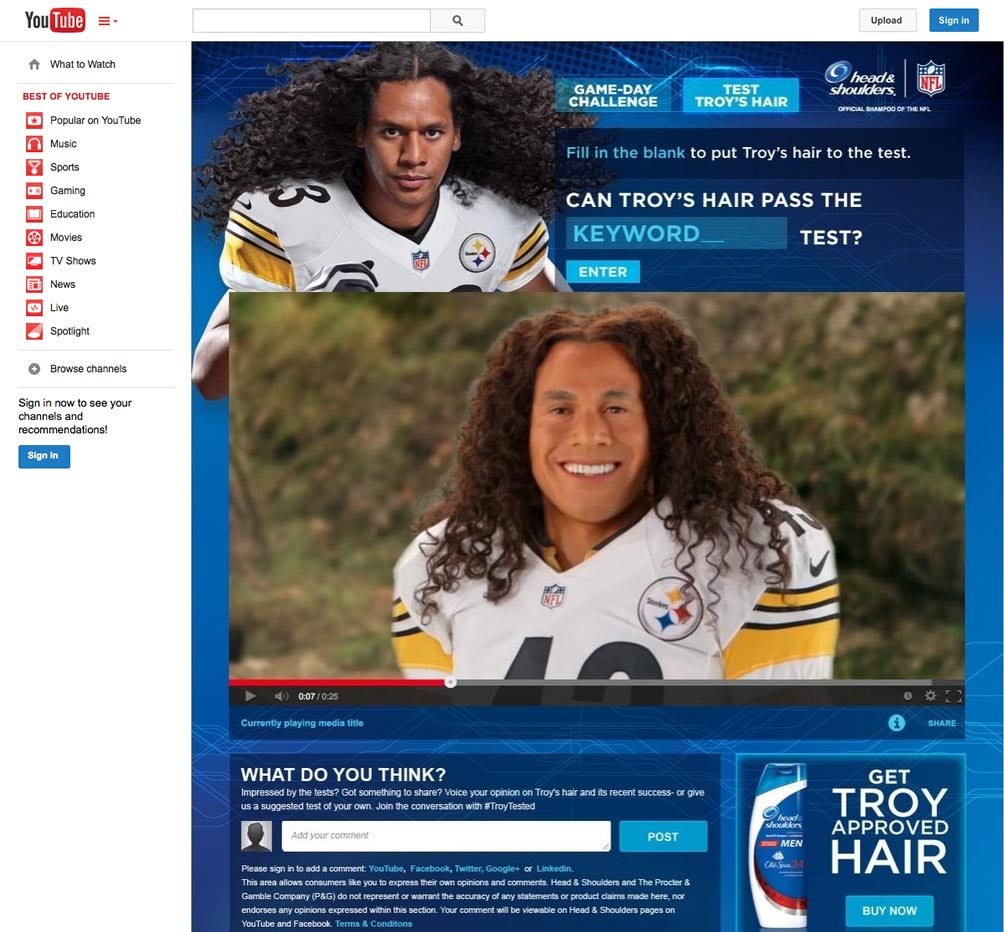 YouTube
Upload
Sign in
What to Watch
BEST OF YOUTUBE
Popular on YouTube
Music
Sports
Gaming
Education
Movies
TV Shows
News
Live
Spotlight
Browse channels
Sign in now to see your
channels and
recommendations!
Sign in
GAME-DAY
CHALLENGE
TEST
TROY'S HAIR
head &
shoulders.
NFL
OFFICIAL SHAMPOO OF THE NFL
Fill in the blank to put Troy's hair to the test.
CAN TROY'S HAIR PASS THE
KEYWORD__ TEST?
ENTER
NFL
Steelers
NFL
Steelers
0:07 / 0:25
Currently playing media title
SHARE
WHAT DO YOU THINK?
Impressed by the tests? Got something to share? Voice your opinion on Troy's hair and its recent success- or give
us a suggested test of your own. Join the conversation with #TroyTested
Add your comment
POST
Please sign in to add a comment: YouTube, Facebook, Twitter, Google+ or Linkedin.
This area allows consumers like you to express their own opinions and comments. Head & Shoulders and The Procter &
Gamble Company (P&G) do not represent or warrant the accuracy of any statements or product claims made here, nor
endorses any opinions expressed within this section. Your comment will be viewable on Head & Shoulders pages on
YouTube and Facebook. Terms & Conditons
head &
shoulders
MEN
Old Spice
GET
TROY
APPROVED
HAIR
BUY NOW